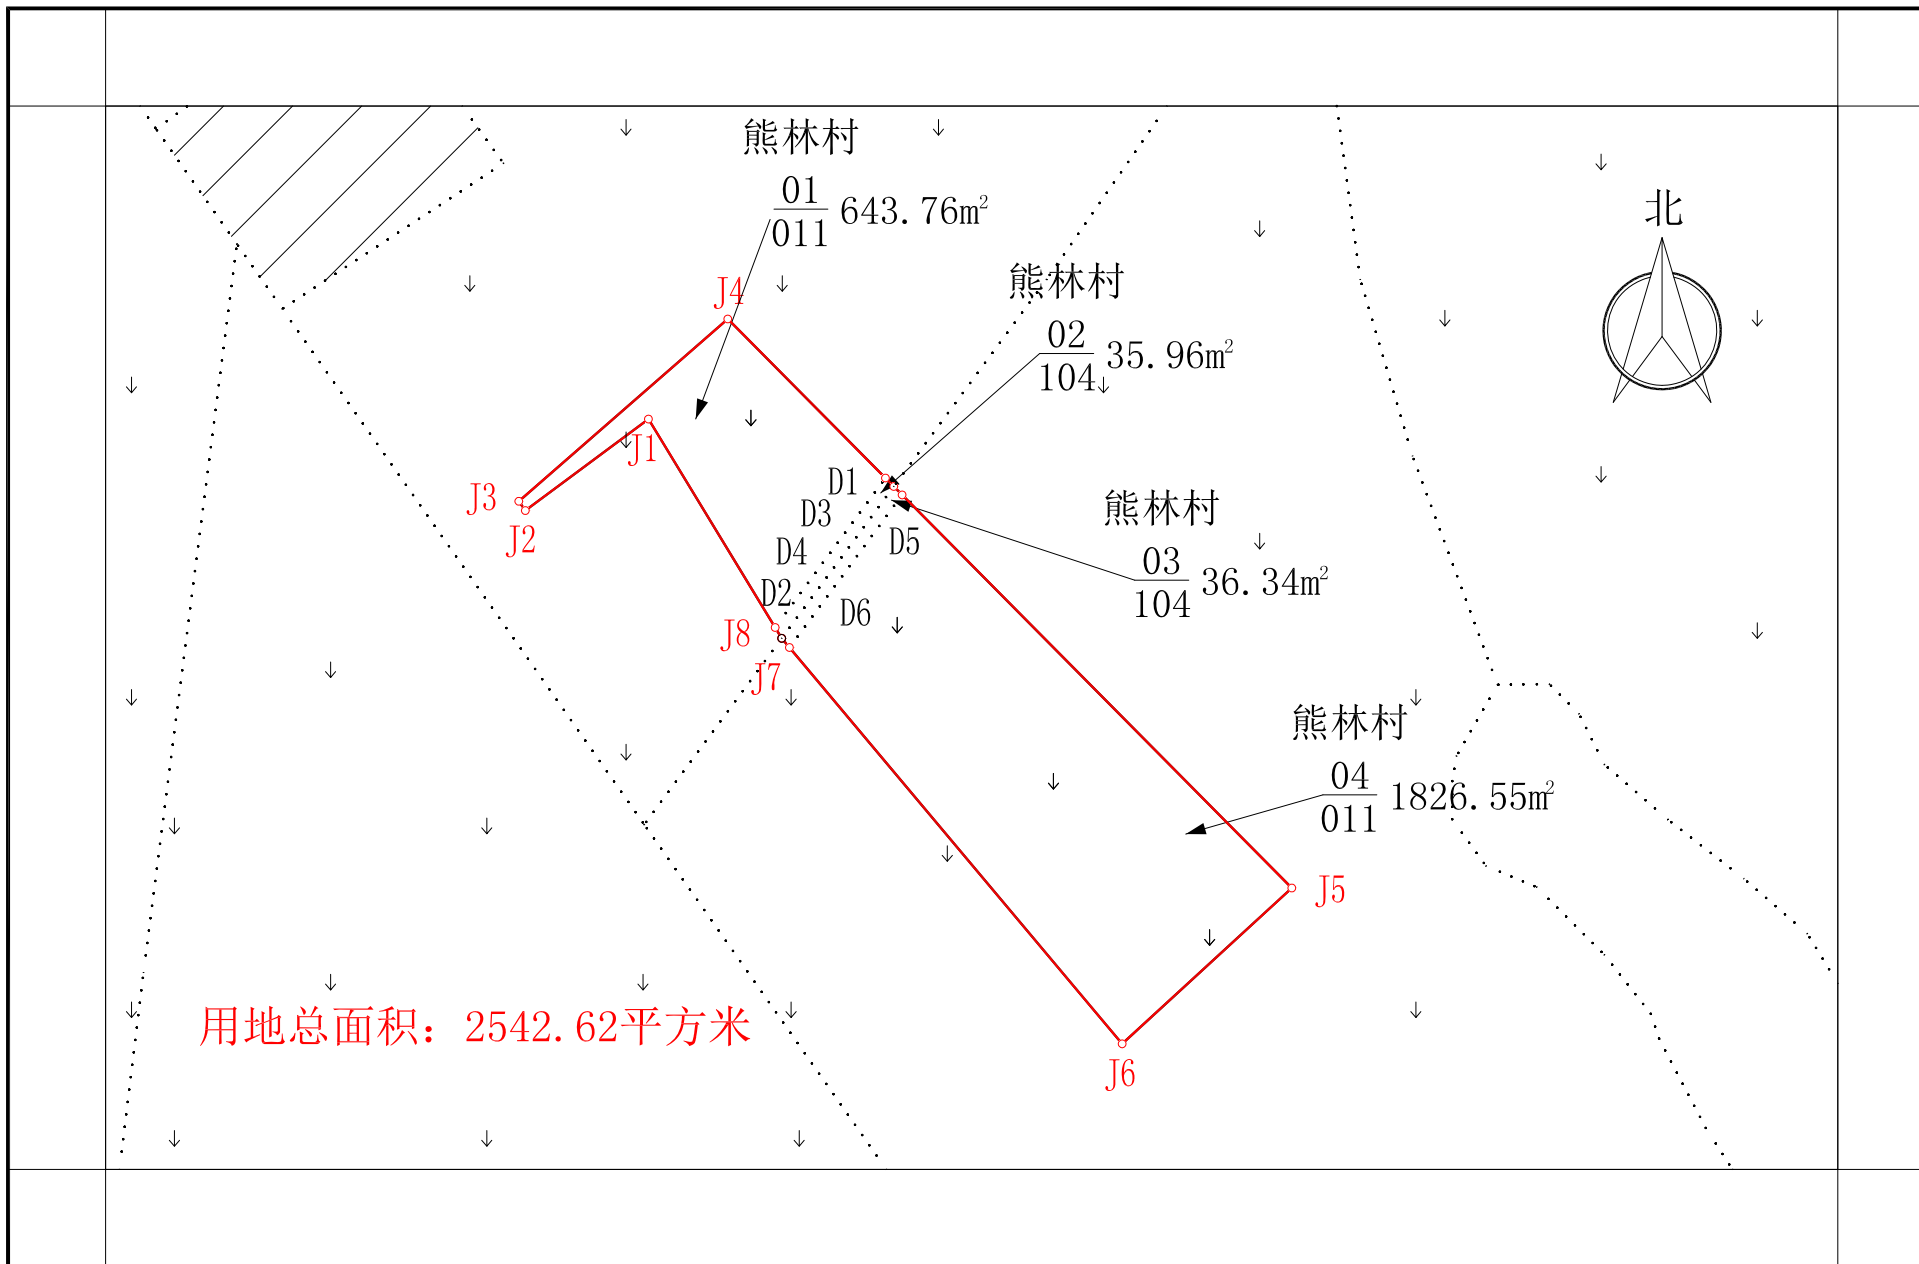 熊林村
01
011
643.76m²
北
J4
熊林村
02
104
35.96m²
J1
D1
J3
J2
D3
D5
熊林村
03
104
36.34m²
D4
D2
D6
J8
J7
熊林村
04
011
1826.55m²
J5
用地总面积：2542.62平方米
J6